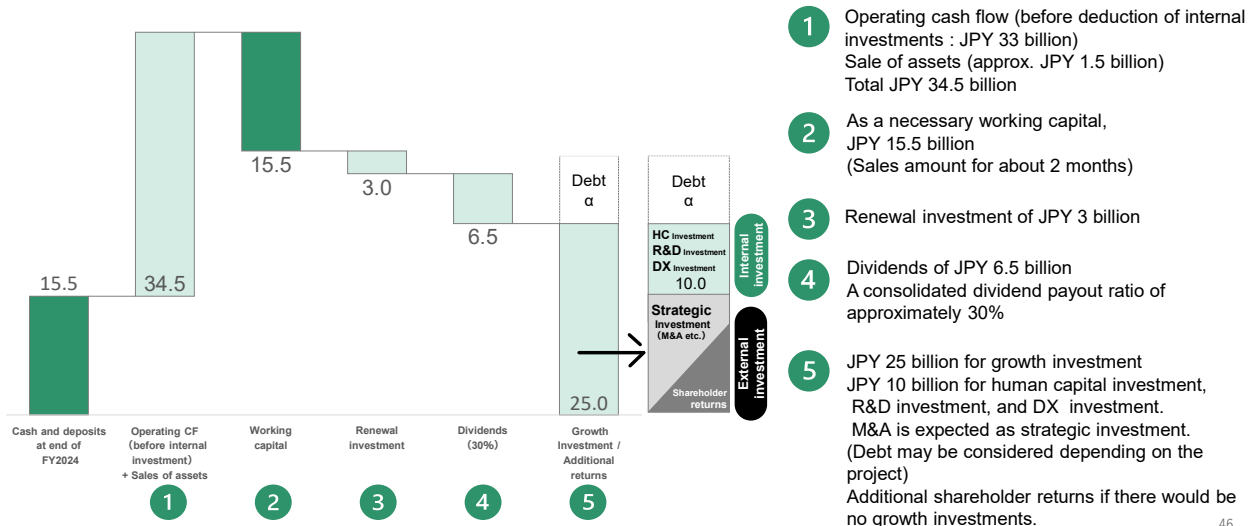 15.5
34.5
15.5
3.0
6.5
25.0
Debt
α
Debt
α
HC Investment
R&D Investment
DX Investment
10.0
Strategic
Investment
(M&A etc.)
Shareholder
returns
Internal
investment
External
investment
Cash and deposits
at end of
FY2024
Operating CF
(before internal
investment)
+ Sales of assets
1
Working
capital
2
Renewal
investment
3
Dividends
(30%)
4
Growth
Investment /
Additional
returns
5
1
Operating cash flow (before deduction of internal
investments : JPY 33 billion)
Sale of assets (approx. JPY 1.5 billion)
Total JPY 34.5 billion
2
As a necessary working capital,
JPY 15.5 billion
(Sales amount for about 2 months)
3
Renewal investment of JPY 3 billion
4
Dividends of JPY 6.5 billion
A consolidated dividend payout ratio of
approximately 30%
5
JPY 25 billion for growth investment
JPY 10 billion for human capital investment,
R&D investment, and DX investment.
M&A is expected as strategic investment.
(Debt may be considered depending on the
project)
Additional shareholder returns if there would be
no growth investments.
46